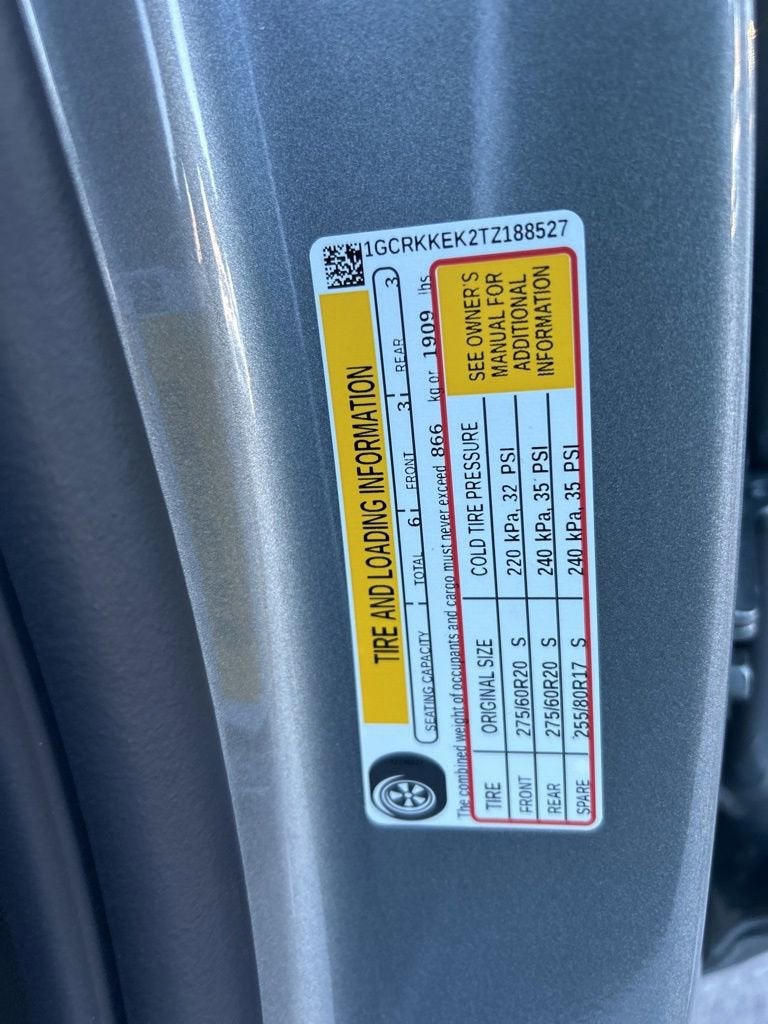 1GCRKKEK2TZ188527
TIRE AND LOADING INFORMATION
SEATING CAPACITY TOTAL 6 FRONT 3 REAR 3
The combined weight of occupants and cargo must never exceed 866 kg or 1909 lbs
TIRE ORIGINAL SIZE COLD TIRE PRESSURE
FRONT 275/60R20 S 220 kPa, 32 PSI
REAR 275/60R20 S 240 kPa, 35 PSI
SPARE 255/80R17 S 240 kPa, 35 PSI
SEE OWNER'S
MANUAL FOR
ADDITIONAL
INFORMATION